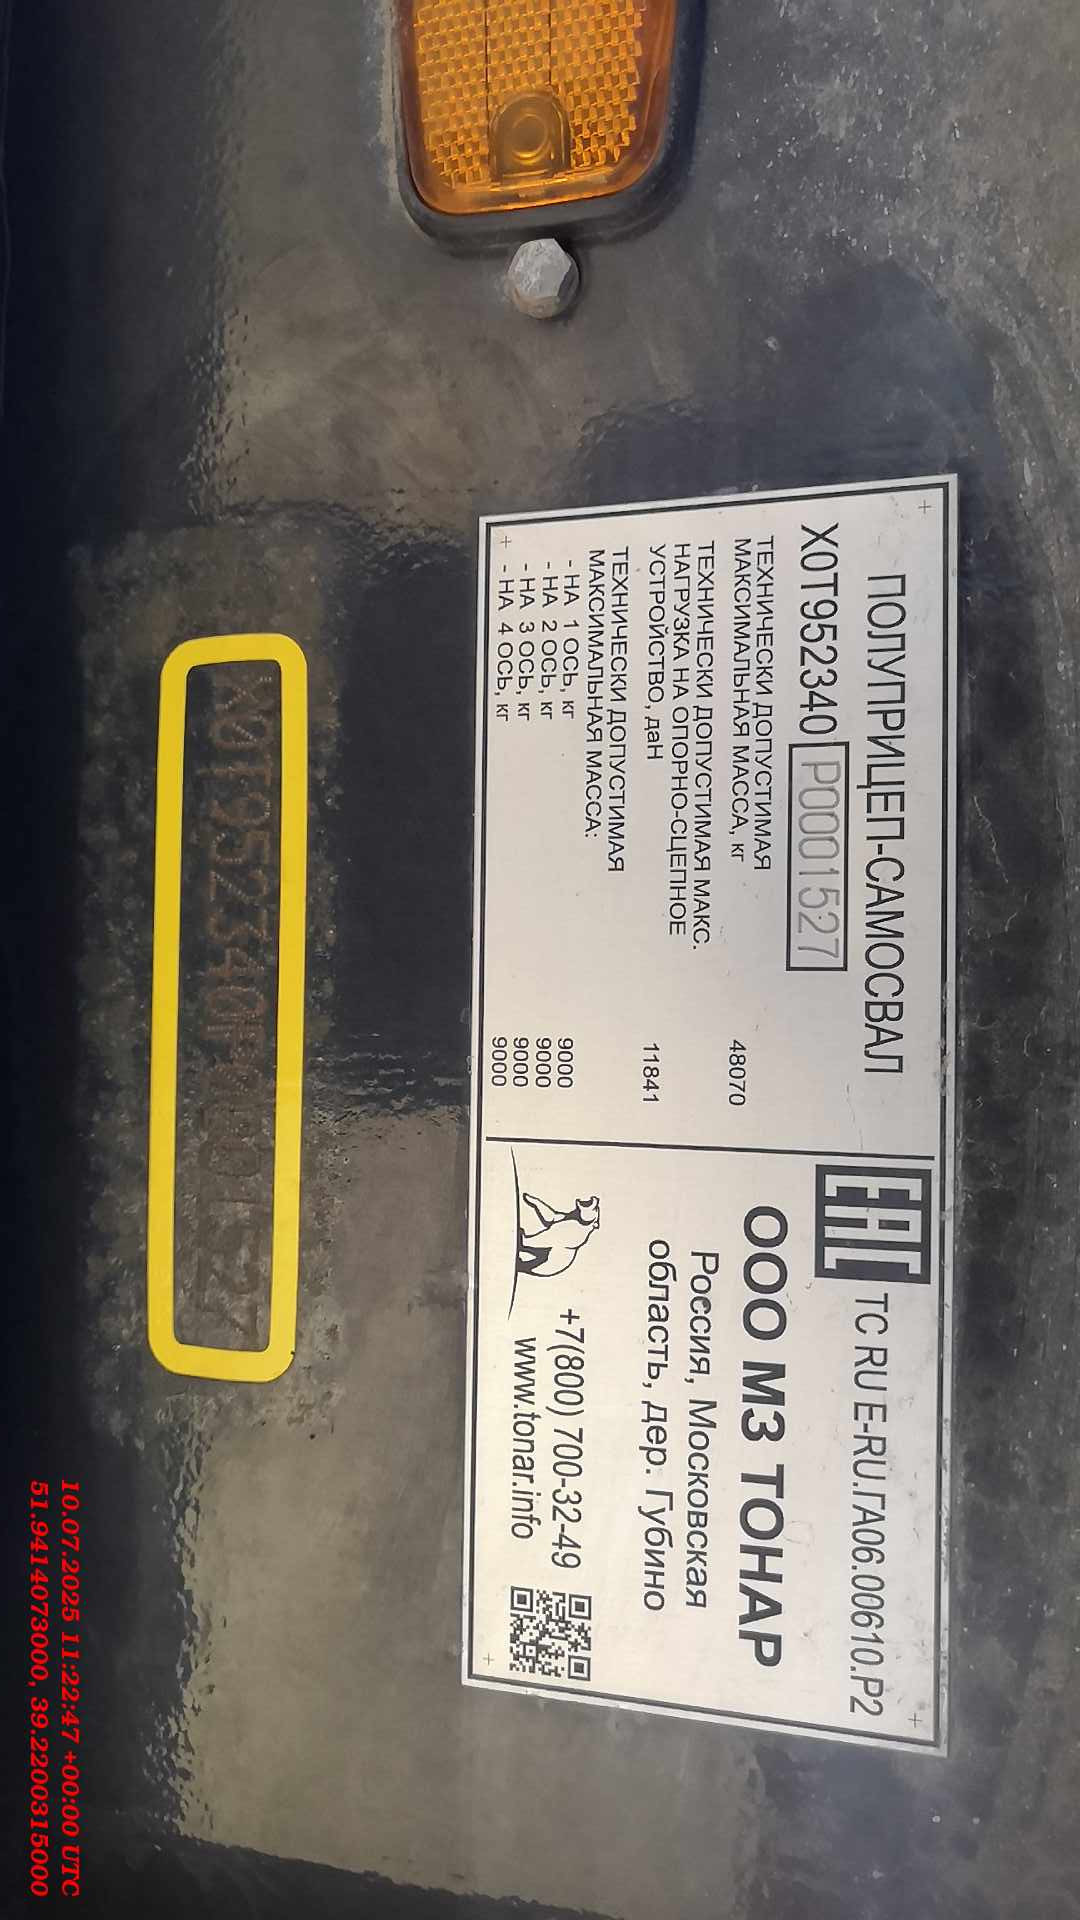 ПОЛУПРИЦЕП-САМОСВАЛ
X0T952340 P0001527
ТЕХНИЧЕСКИ ДОПУСТИМАЯ
МАКСИМАЛЬНАЯ МАССА, кг 48070
ТЕХНИЧЕСКИ ДОПУСТИМАЯ МАКС.
НАГРУЗКА НА ОПОРНО-СЦЕПНОЕ
УСТРОЙСТВО, даН 11841
ТЕХНИЧЕСКИ ДОПУСТИМАЯ
МАКСИМАЛЬНАЯ МАССА:
- НА 1 ОСЬ, кг 9000
- НА 2 ОСЬ, кг 9000
- НА 3 ОСЬ, кг 9000
- НА 4 ОСЬ, кг 9000
EAC ТС RU E-RU.ГА06.00610.Р2
ООО МЗ ТОНАР
Россия, Московская
область, дер. Губино
+7(800) 700-32-49
www.tonar.info
X0T952340P0001527
10.07.2025 11:22:47 +00:00 UTC
51.9414073000, 39.2200315000